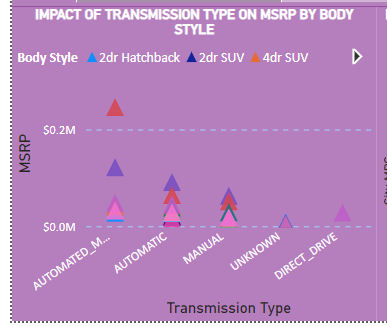 IMPACT OF TRANSMISSION TYPE ON MSRP BY BODY
STYLE
Body Style 2dr Hatchback 2dr SUV 4dr SUV
MSRP
$0.2M
$0.0M
AUTOMATED_M...
AUTOMATIC
MANUAL
UNKNOWN
DIRECT_DRIVE
Transmission Type